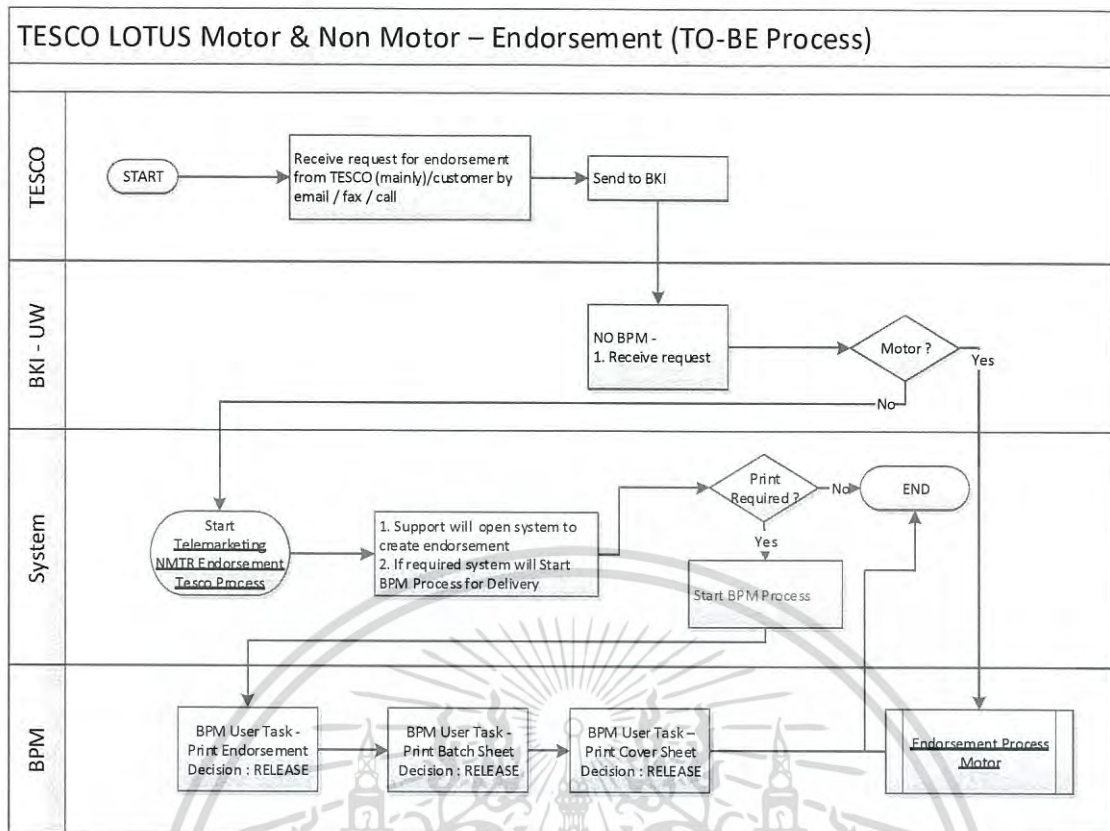 TESCO LOTUS Motor & Non Motor – Endorsement (TO-BE Process)
TESCO
START
Receive request for endorsement
from TESCO (mainly)/customer by
email / fax / call
Send to BKI
BKI - UW
NO BPM -
1. Receive request
Motor ?
Yes
No
System
Start
Telemarketing
NMTR Endorsement
Tesco Process
1. Support will open system to
create endorsement
2. If required system will Start
BPM Process for Delivery
Print
Required ?
No
END
Yes
Start BPM Process
BPM
BPM User Task -
Print Endorsement
Decision : RELEASE
BPM User Task -
Print Batch Sheet
Decision : RELEASE
BPM User Task –
Print Cover Sheet
Decision : RELEASE
Endorsement Process
Motor